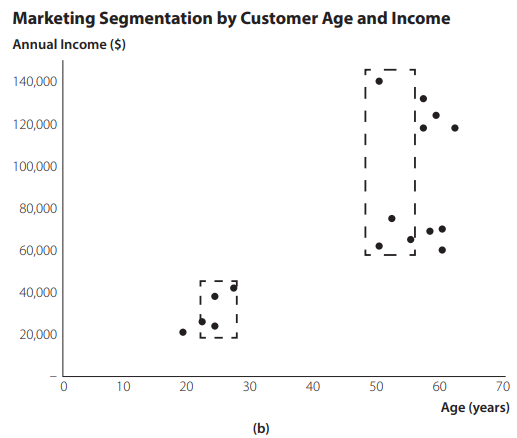 Marketing Segmentation by Customer Age and Income
Annual Income ($)
140,000
120,000
100,000
80,000
60,000
40,000
20,000
–
0 10 20 30 40 50 60 70
Age (years)
(b)